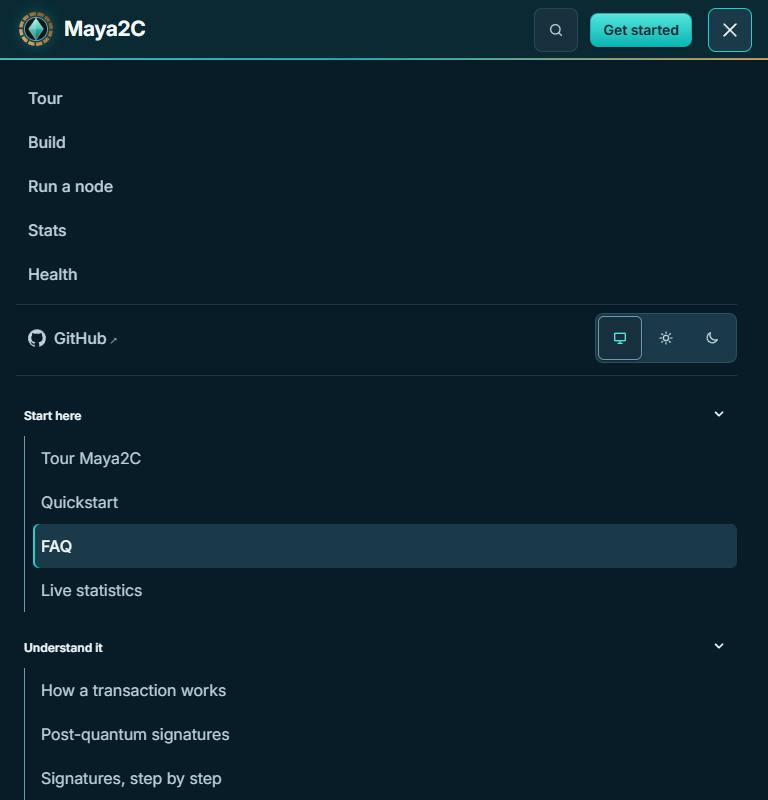 Maya2C
Get started
Tour
Build
Run a node
Stats
Health
GitHub ↗
Start here
Tour Maya2C
Quickstart
FAQ
Live statistics
Understand it
How a transaction works
Post-quantum signatures
Signatures, step by step